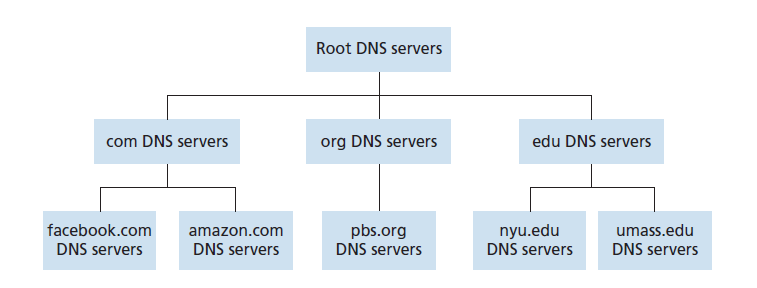 Root DNS servers
com DNS servers
org DNS servers
edu DNS servers
facebook.com
DNS servers
amazon.com
DNS servers
pbs.org
DNS servers
nyu.edu
DNS servers
umass.edu
DNS servers